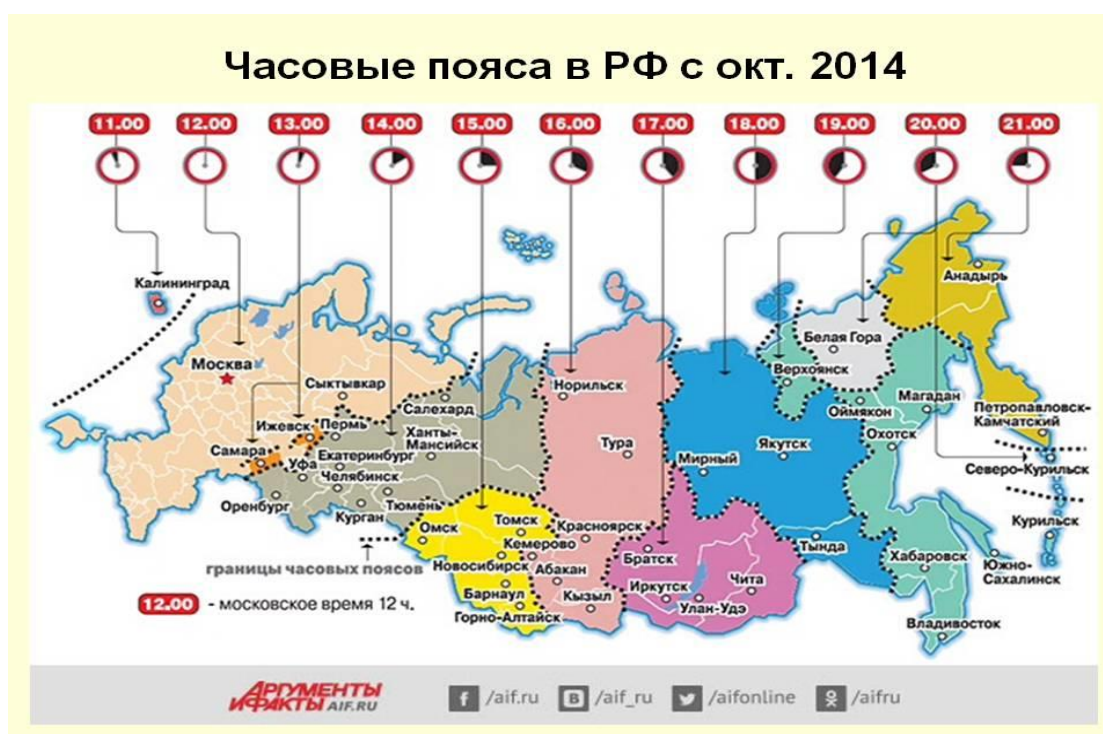 Часовые пояса в РФ с окт. 2014
11.00 12.00 13.00 14.00 15.00 16.00 17.00 18.00 19.00 20.00 21.00
Калининград
Анадырь
Белая Гора
Москва
Верхоянск
Сыктывкар
Норильск
Салехард
Магадан
Оймякон
Петропавловск-
Камчатский
Ижевск
Пермь
Ханты-
Мансийск
Охотск
Тура
Якутск
Самара
Уфа
Екатеринбург
Мирный
Северо-Курильск
Челябинск
Оренбург
Тюмень
Курган
Омск
Томск
Красноярск
Курильск
Кемерово
Братск
Тында
Хабаровск
Новосибирск
Абакан
Иркутск
Чита
Южно-
Сахалинск
границы часовых поясов
Барнаул
Кызыл
Улан-Удэ
Горно-Алтайск
Владивосток
12.00 - московское время 12 ч.
АРГУМЕНТЫ
И ФАКТЫ AIF.RU
f /aif.ru B /aif_ru /aifonline /aifru